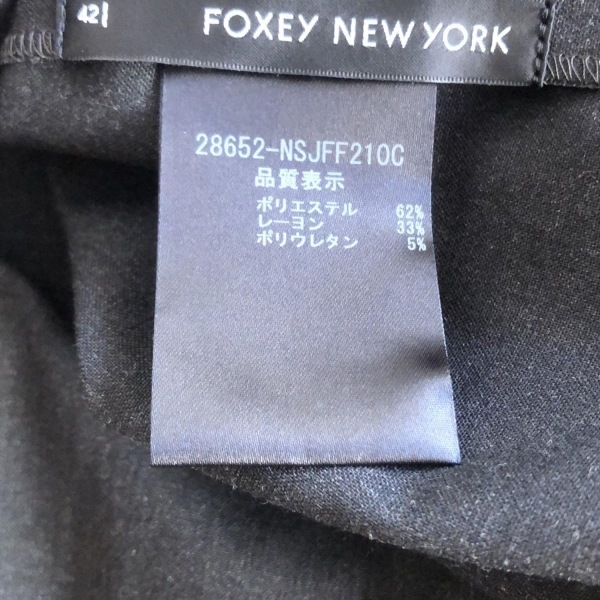 42
FOXEY NEW YORK
28652-NSJFF210C
品質表示
ポリエステル 62%
レーヨン 33%
ポリウレタン 5%